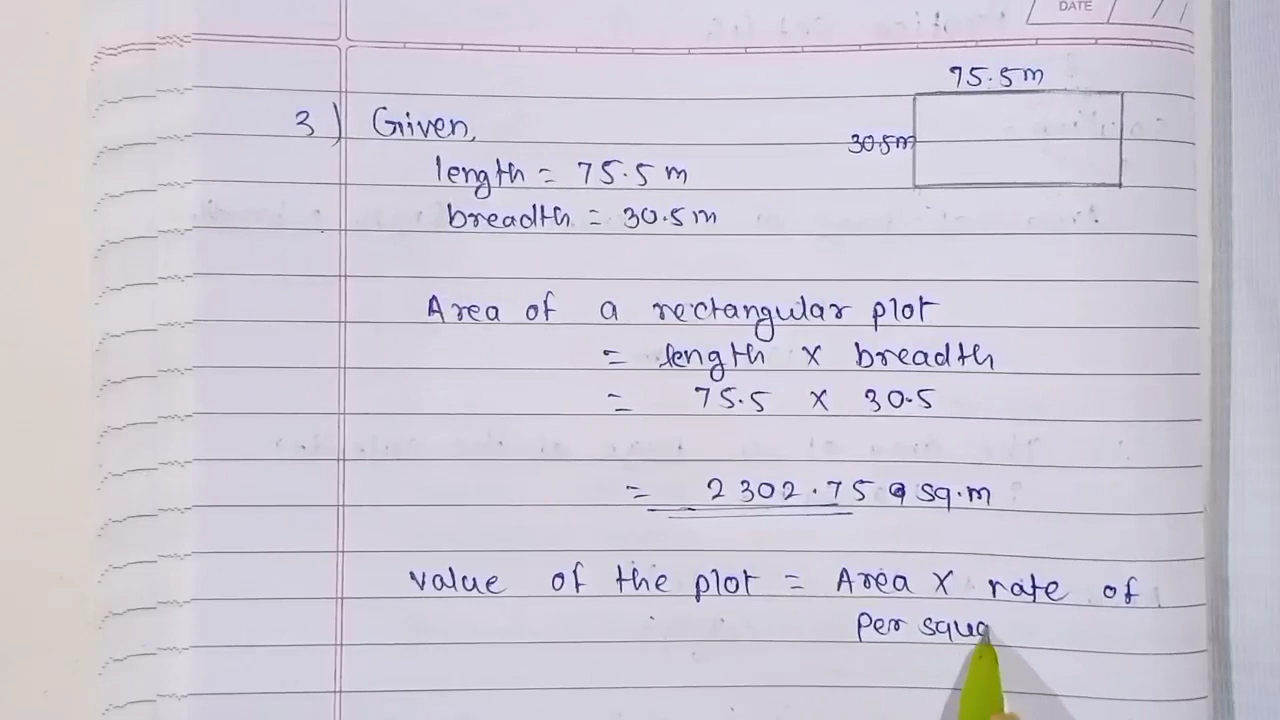 DATE
75.5m
3) Given,
30.5m
length = 75.5 m
breadth = 30.5 m
Area of a rectangular plot
= length x breadth
= 75.5 x 30.5
= 2302.75 sq.m
value of the plot = Area x rate of
per squa